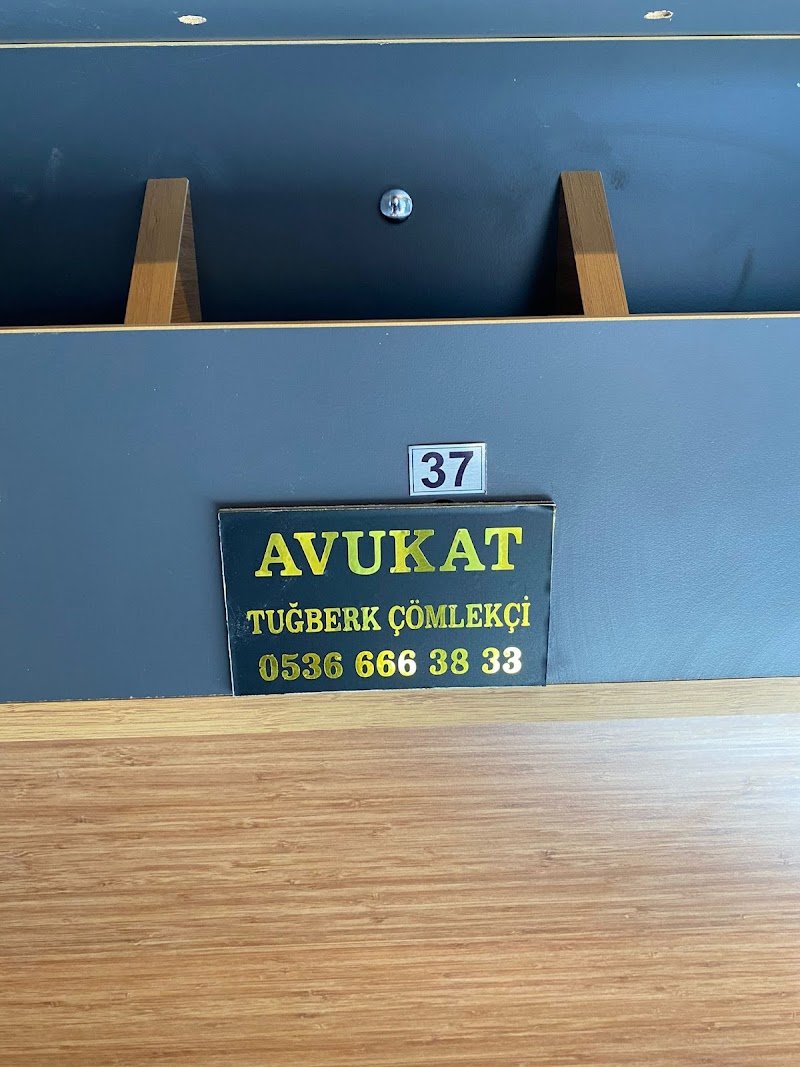 37
AVUKAT
TUĞBERK ÇÖMLEKÇİ
0536 666 38 33